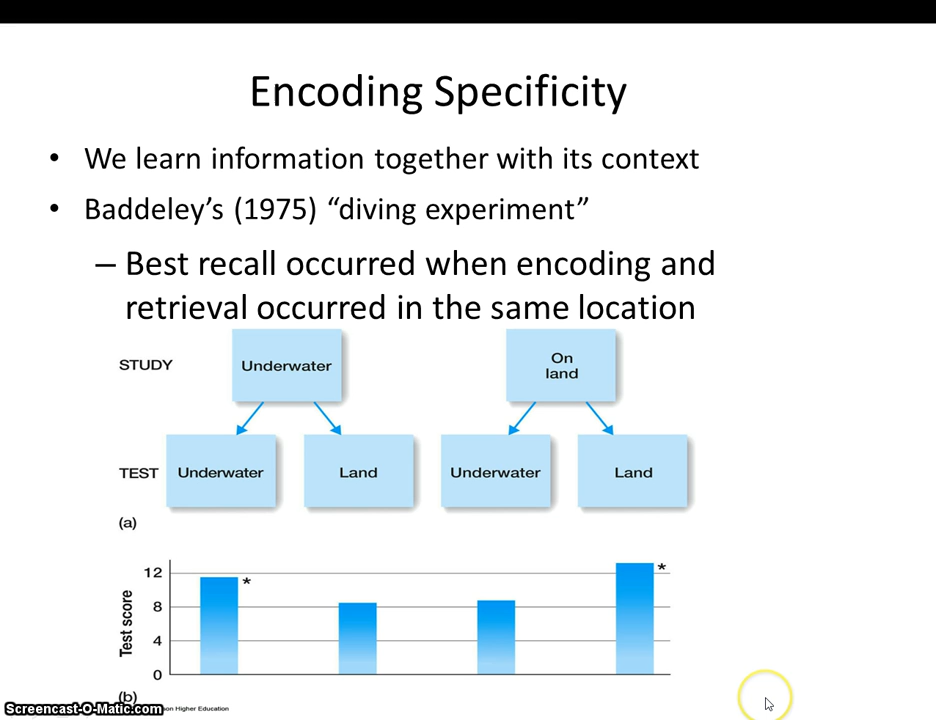 Encoding Specificity
• We learn information together with its context
• Baddeley’s (1975) “diving experiment”
– Best recall occurred when encoding and
retrieval occurred in the same location
STUDY
Underwater
On
land
TEST
Underwater
Land
Underwater
Land
(a)
Test score
12
8
4
0
*
*
(b)
Higher Education
Screencast-O-Matic.com